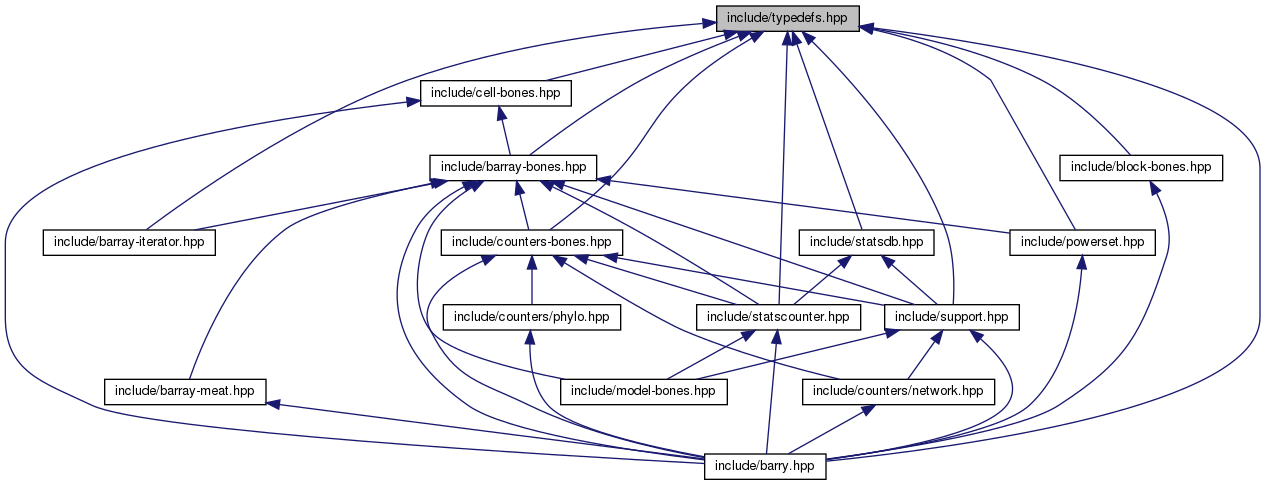 include/typedefs.hpp
include/cell-bones.hpp
include/barray-bones.hpp
include/block-bones.hpp
include/barray-iterator.hpp
include/counters-bones.hpp
include/statsdb.hpp
include/powerset.hpp
include/counters/phylo.hpp
include/statscounter.hpp
include/support.hpp
include/barray-meat.hpp
include/model-bones.hpp
include/counters/network.hpp
include/barry.hpp